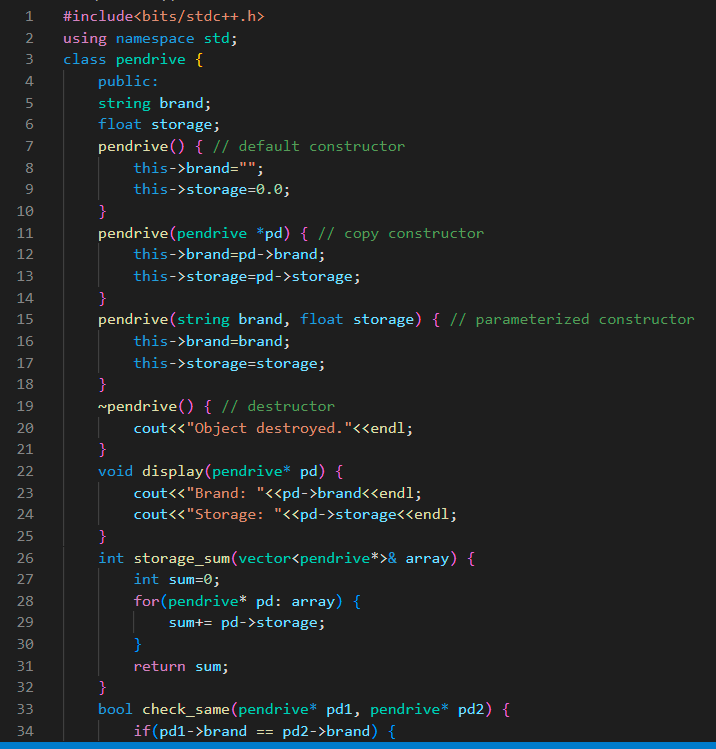 1 #include<bits/stdc++.h>
2 using namespace std;
3 class pendrive {
4     public:
5     string brand;
6     float storage;
7     pendrive() { // default constructor
8         this->brand="";
9         this->storage=0.0;
10     }
11     pendrive(pendrive *pd) { // copy constructor
12         this->brand=pd->brand;
13         this->storage=pd->storage;
14     }
15     pendrive(string brand, float storage) { // parameterized constructor
16         this->brand=brand;
17         this->storage=storage;
18     }
19     ~pendrive() { // destructor
20         cout<<"Object destroyed."<<endl;
21     }
22     void display(pendrive* pd) {
23         cout<<"Brand: "<<pd->brand<<endl;
24         cout<<"Storage: "<<pd->storage<<endl;
25     }
26     int storage_sum(vector<pendrive*>& array) {
27         int sum=0;
28         for(pendrive* pd: array) {
29             sum+= pd->storage;
30         }
31         return sum;
32     }
33     bool check_same(pendrive* pd1, pendrive* pd2) {
34         if(pd1->brand == pd2->brand) {